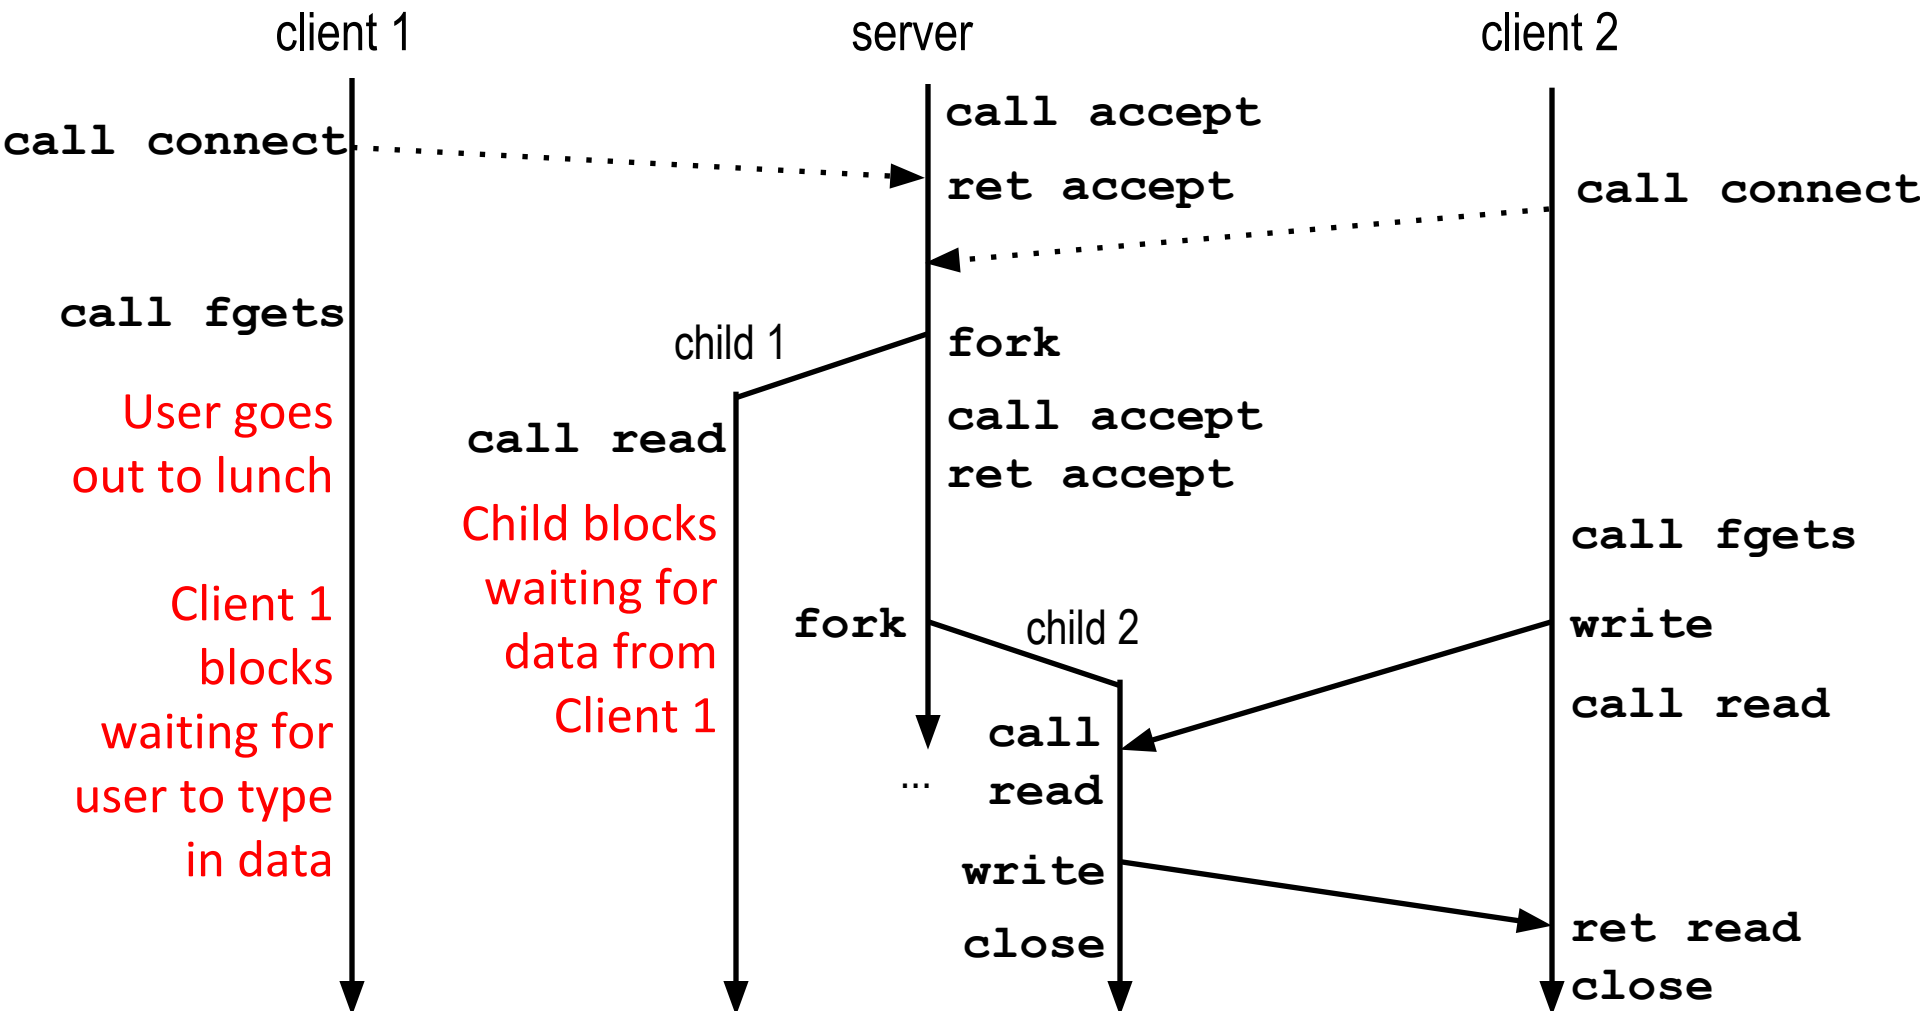 client 1
server
client 2
call connect
call accept
ret accept
call connect
call fgets
child 1
fork
User goes
out to lunch
call read
call accept
ret accept
Child blocks
waiting for
data from
Client 1
Client 1
blocks
waiting for
user to type
in data
fork
child 2
call fgets
write
call read
...
call
read
write
close
ret read
close